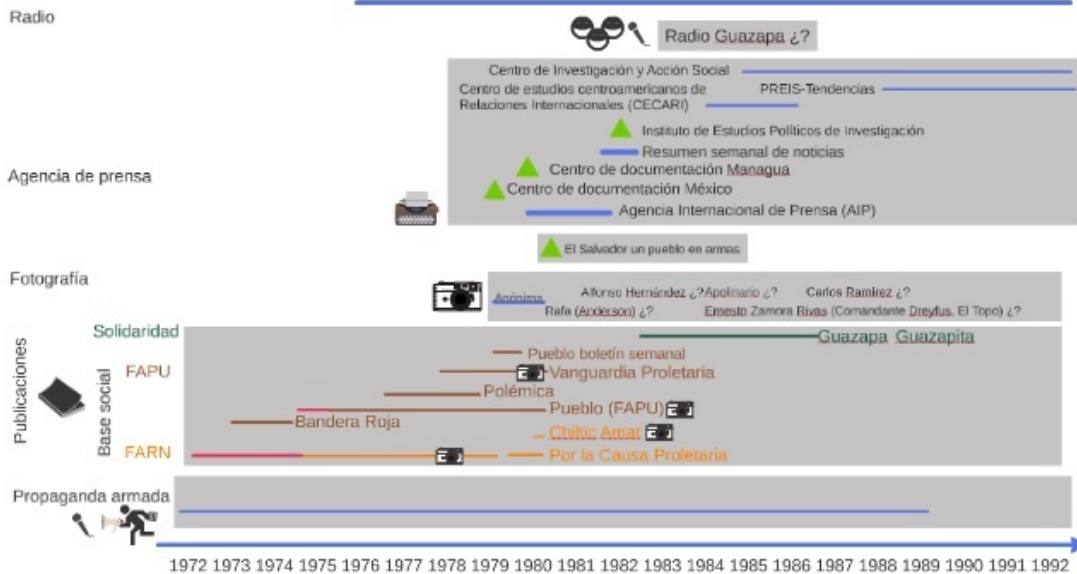 Radio
Radio Guazapa ¿?
Centro de Investigación y Acción Social
Centro de estudios centroamericanos de
Relaciones Internacionales (CECARI)
PREIS-Tendencias
Instituto de Estudios Políticos de Investigación
Resumen semanal de noticias
Centro de documentación Managua
Agencia de prensa
Centro de documentación México
Agencia Internacional de Prensa (AIP)
El Salvador un pueblo en armas
Fotografía
Anónima
Alfonso Hernández ¿?
Apolinario ¿?
Carlos Ramirez ¿?
Rafa (Anderson) ¿?
Ernesto Zamora Rivas (Comandante Dreyfus, El Topo) ¿?
Publicaciones
Base social
Solidaridad
Guazapa Guazapita
Pueblo boletín semanal
FAPU
Vanguardia Proletaria
Polémica
Pueblo (FAPU)
Bandera Roja
Chiltic Amat
FARN
Por la Causa Proletaria
Propaganda armada
1972 1973 1974 1975 1976 1977 1978 1979 1980 1981 1982 1983 1984 1985 1986 1987 1988 1989 1990 1991 1992